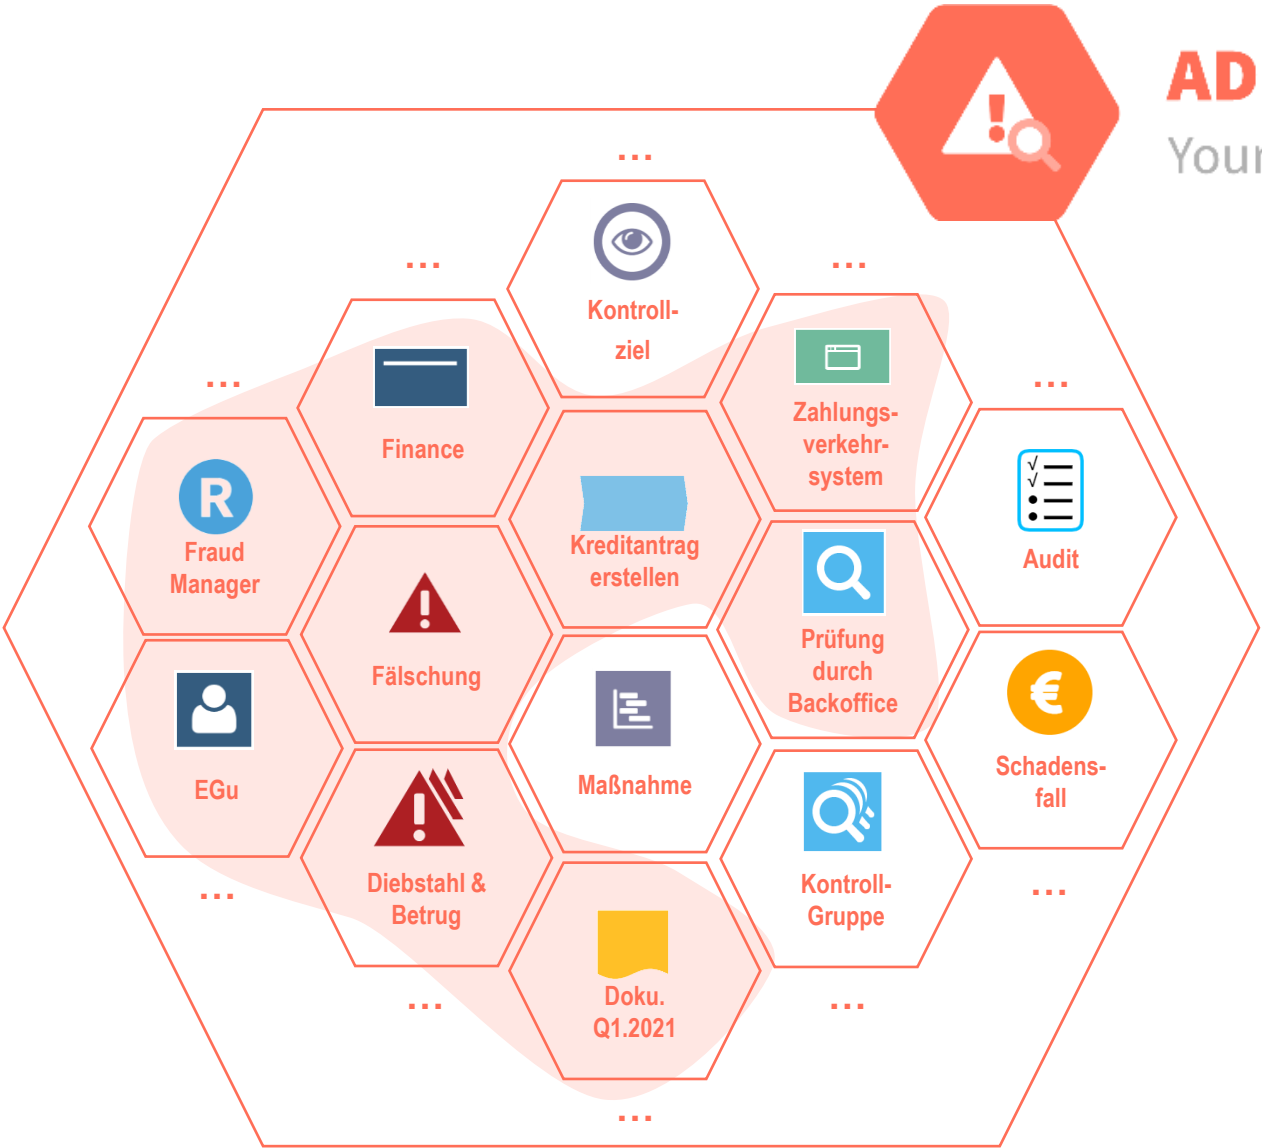 AD
Your
...
Kontroll-
ziel
...
...
Finance
Zahlungs-
verkehr-
system
...
...
R
Fraud
Manager
Kreditantrag
erstellen
Audit
Fälschung
Prüfung
durch
Backoffice
EGu
Maßnahme
€
Schadens-
fall
Diebstahl &
Betrug
Kontroll-
Gruppe
...
...
Doku.
Q1.2021
...
...
...